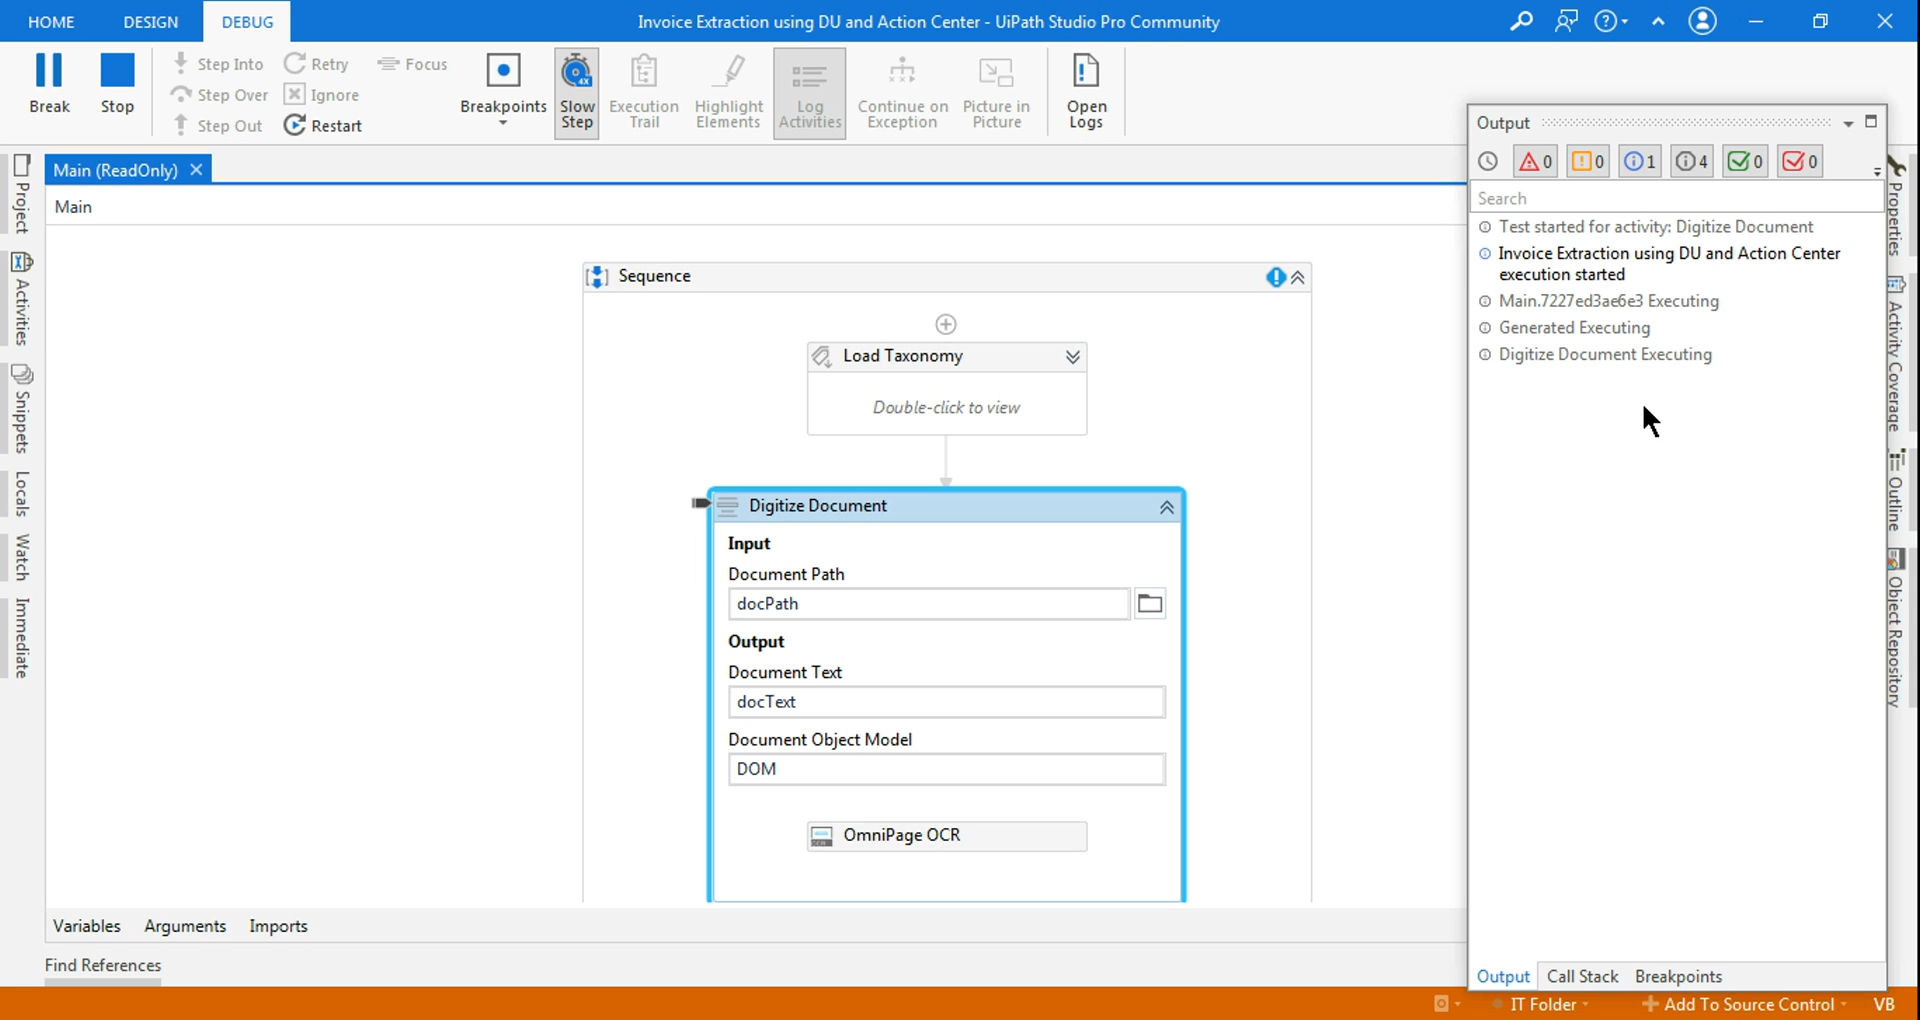 HOME DESIGN DEBUG Invoice Extraction using DU and Action Center - UiPath Studio Pro Community
Break
Stop
Step Into
Step Over
Step Out
Retry
Ignore
Restart
Focus
Breakpoints
Slow
Step
Execution
Trail
Highlight
Elements
Log
Activities
Continue on
Exception
Picture in
Picture
Open
Logs
4X
Main (ReadOnly)
Main
Project
Activities
Snippets
Locals
Watch
Immediate
Sequence
Load Taxonomy
Double-click to view
Digitize Document
Input
Document Path
docPath
Output
Document Text
docText
Document Object Model
DOM
OmniPage OCR
Output
0 0 1 4 0 0
Search
Test started for activity: Digitize Document
Invoice Extraction using DU and Action Center
execution started
Main.7227ed3ae6e3 Executing
Generated Executing
Digitize Document Executing
Output Call Stack Breakpoints
Properties
Activity Coverage
Outline
Object Repository
Variables Arguments Imports
Find References
IT Folder Add To Source Control VB